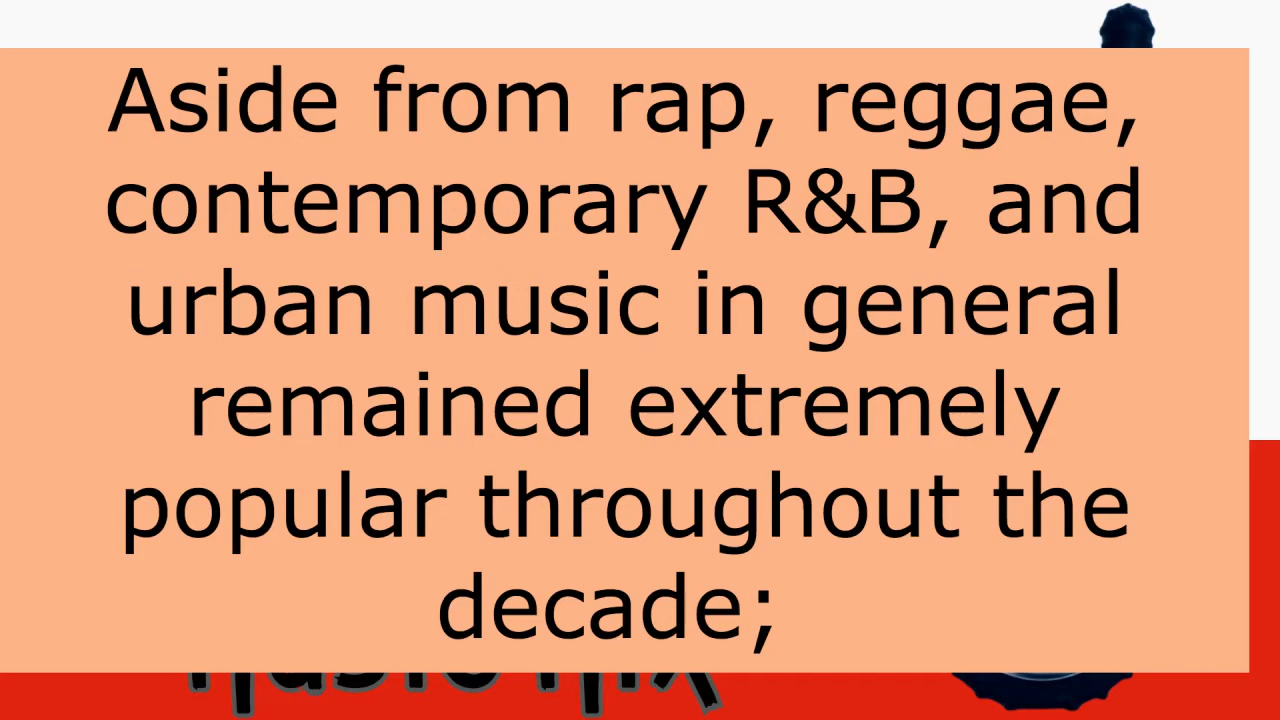 Aside from rap, reggae,
contemporary R&B, and
urban music in general
remained extremely
popular throughout the
decade;